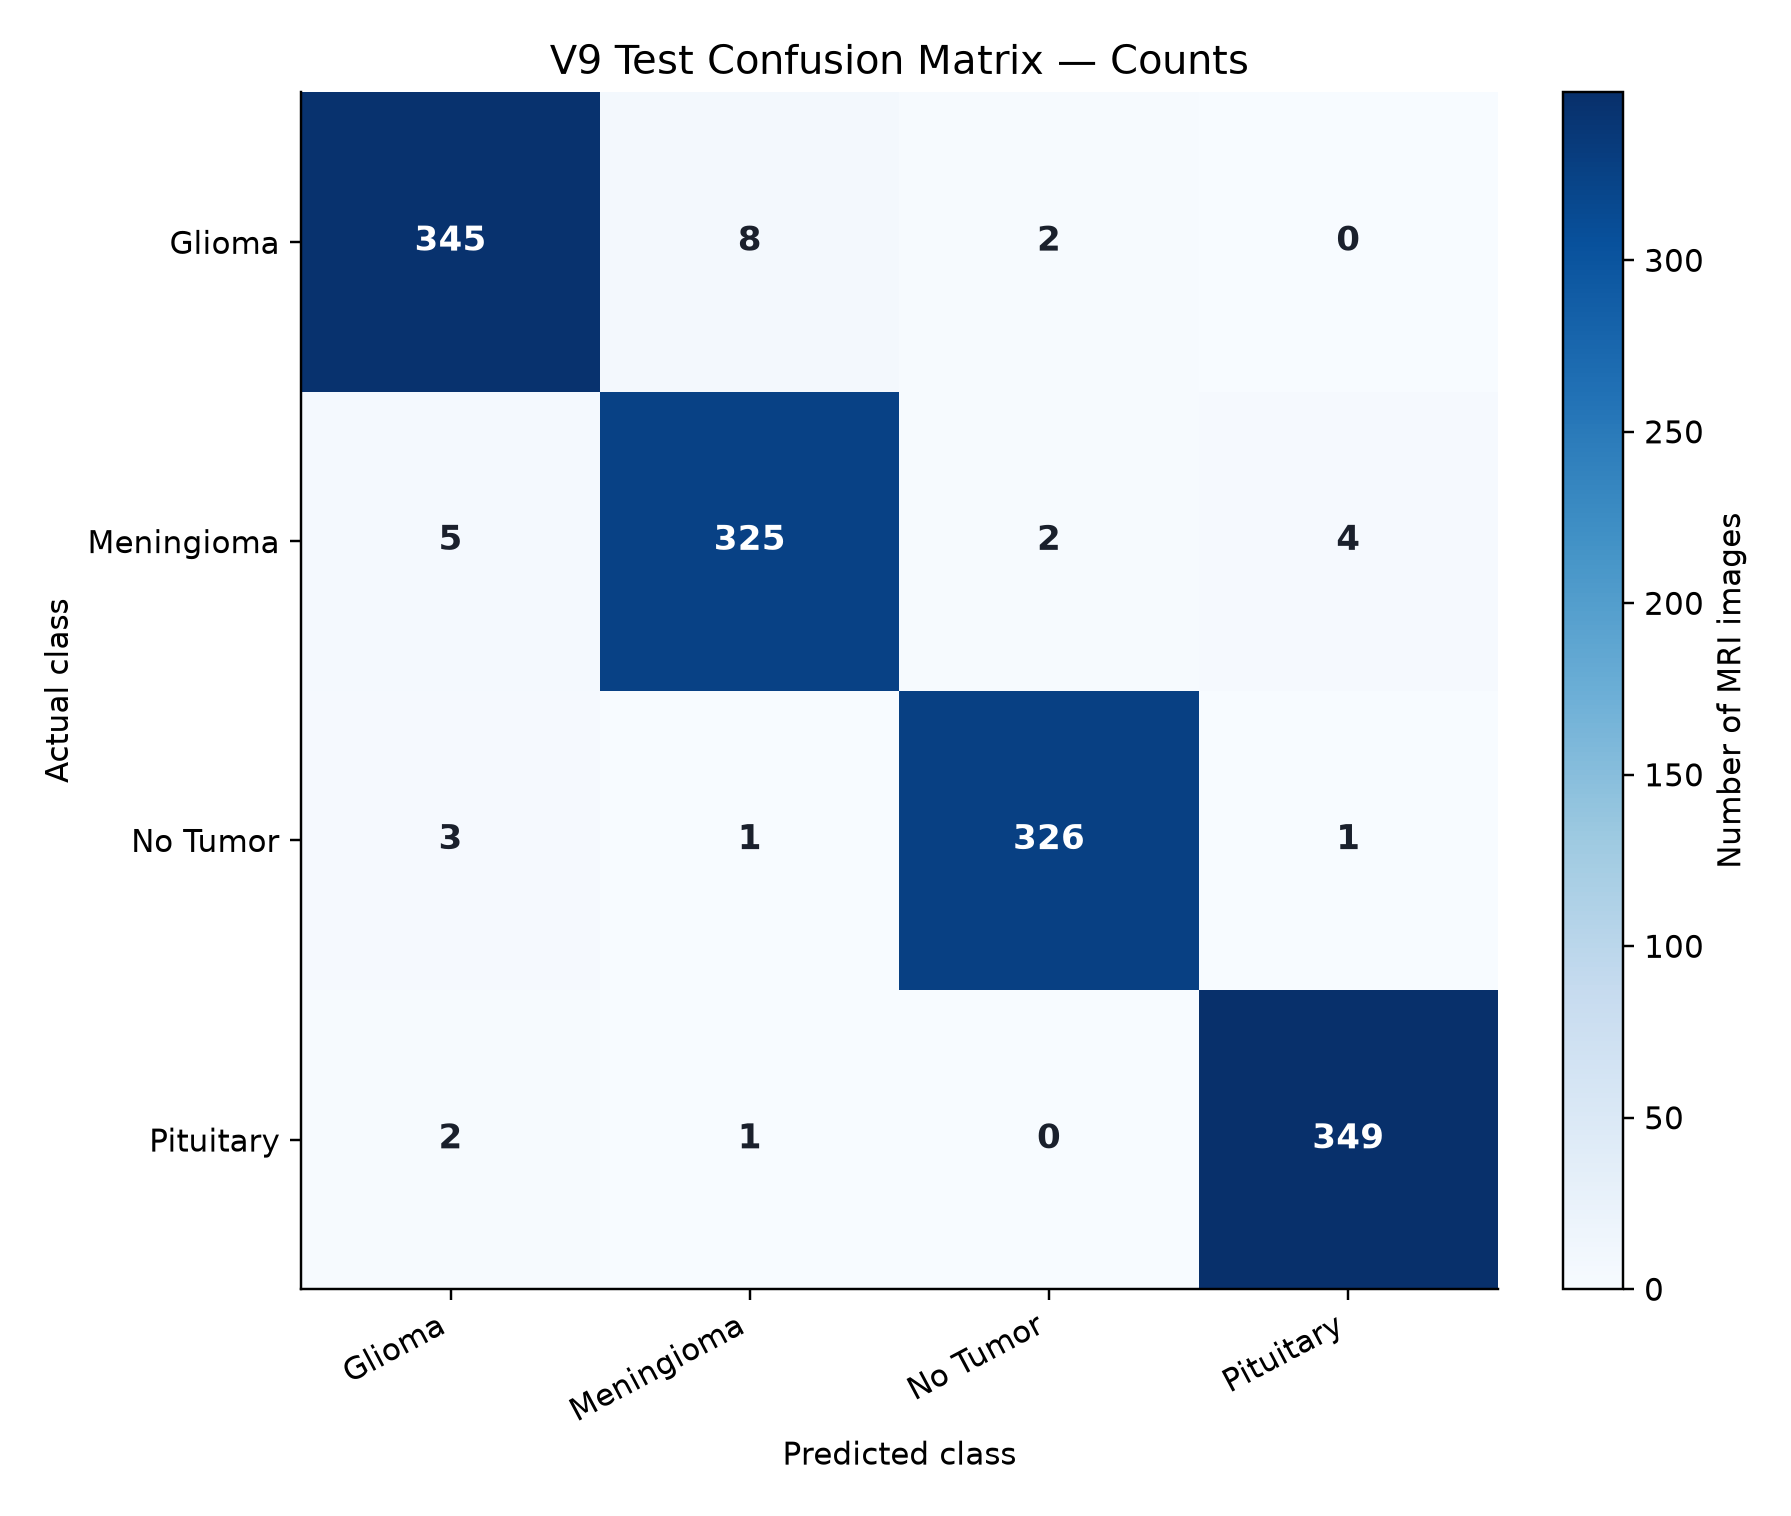 V9 Test Confusion Matrix — Counts
Actual class
Glioma 345 8 2 0
Meningioma 5 325 2 4
No Tumor 3 1 326 1
Pituitary 2 1 0 349
Glioma Meningioma No Tumor Pituitary
Predicted class
300
250
200
150
100
50
0
Number of MRI images